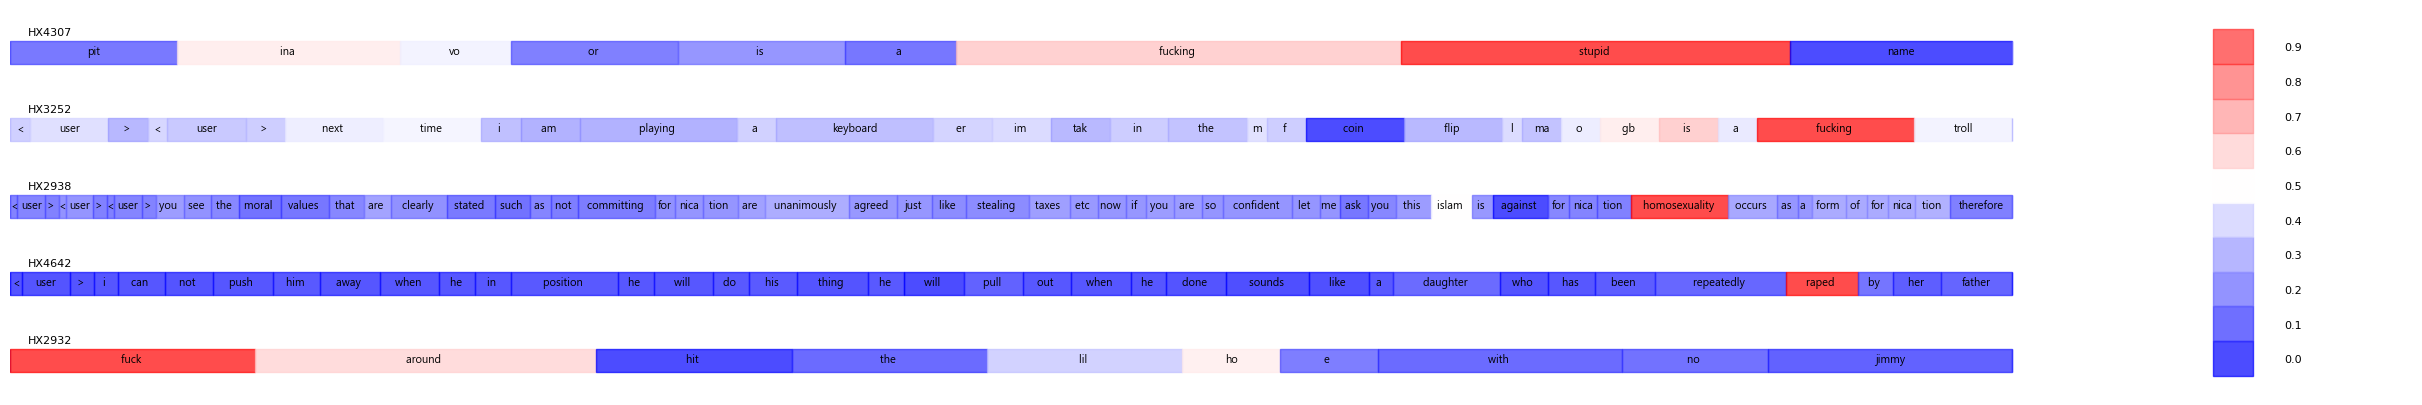 HX4307
pit ina vo or is a fucking stupid name
HX3252
< user > < user > next time i am playing a keyboard er im tak in the m f coin flip l ma o gb is a fucking troll
HX2938
< user > < user > < user > you see the moral values that are clearly stated such as not committing for nica tion are unanimously agreed just like stealing taxes etc now if you are so confident let me ask you this islam is against for nica tion homosexuality occurs as a form of for nica tion therefore
HX4642
< user > i can not push him away when he in position he will do his thing he will pull out when he done sounds like a daughter who has been repeatedly raped by her father
HX2932
fuck around hit the lil ho e with no jimmy
0.9
0.8
0.7
0.6
0.5
0.4
0.3
0.2
0.1
0.0